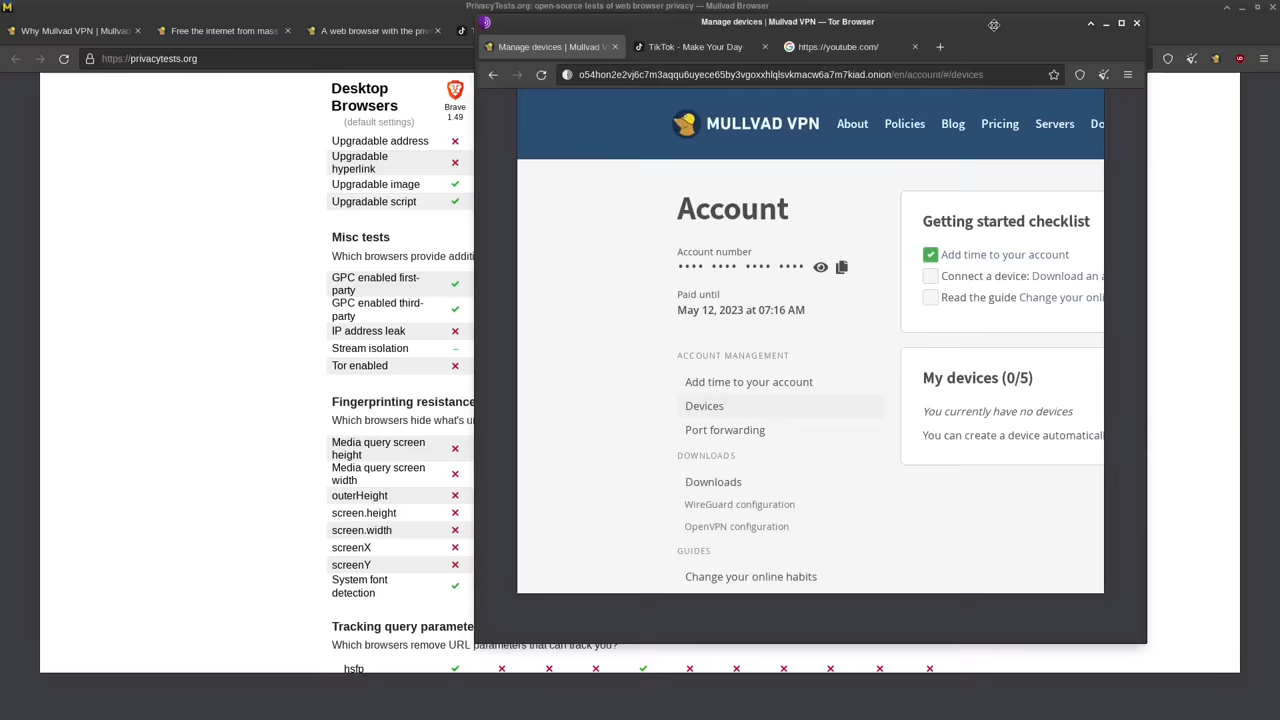 PrivacyTests.org: open-source tests of web browser privacy — Mullvad Browser
Why Mullvad VPN | Mullvad
Free the internet from mass
A web browser with the priv
https://privacytests.org
Desktop
Browsers
(default settings)
Brave
1.49
Upgradable address
Upgradable
hyperlink
Upgradable image
Upgradable script
Misc tests
Which browsers provide additi
GPC enabled first-
party
GPC enabled third-
party
IP address leak
Stream isolation
–
Tor enabled
Fingerprinting resistance
Which browsers hide what's u
Media query screen
height
Media query screen
width
outerHeight
screen.height
screen.width
screenX
screenY
System font
detection
Tracking query paramete
Which browsers remove URL parameters that can track you?
hsfp
Manage devices | Mullvad VPN — Tor Browser
Manage devices | Mullvad V
TikTok - Make Your Day
https://youtube.com/
o54hon2e2vj6c7m3aqqu6uyece65by3vgoxxhlqlsvkmacw6a7m7kiad.onion/en/account/#/devices
MULLVAD VPN
About
Policies
Blog
Pricing
Servers
Do
Account
Account number
•••• •••• •••• ••••
Paid until
May 12, 2023 at 07:16 AM
ACCOUNT MANAGEMENT
Add time to your account
Devices
Port forwarding
DOWNLOADS
Downloads
WireGuard configuration
OpenVPN configuration
GUIDES
Change your online habits
Getting started checklist
Add time to your account
Connect a device: Download an a
Read the guide Change your onli
My devices (0/5)
You currently have no devices
You can create a device automatical